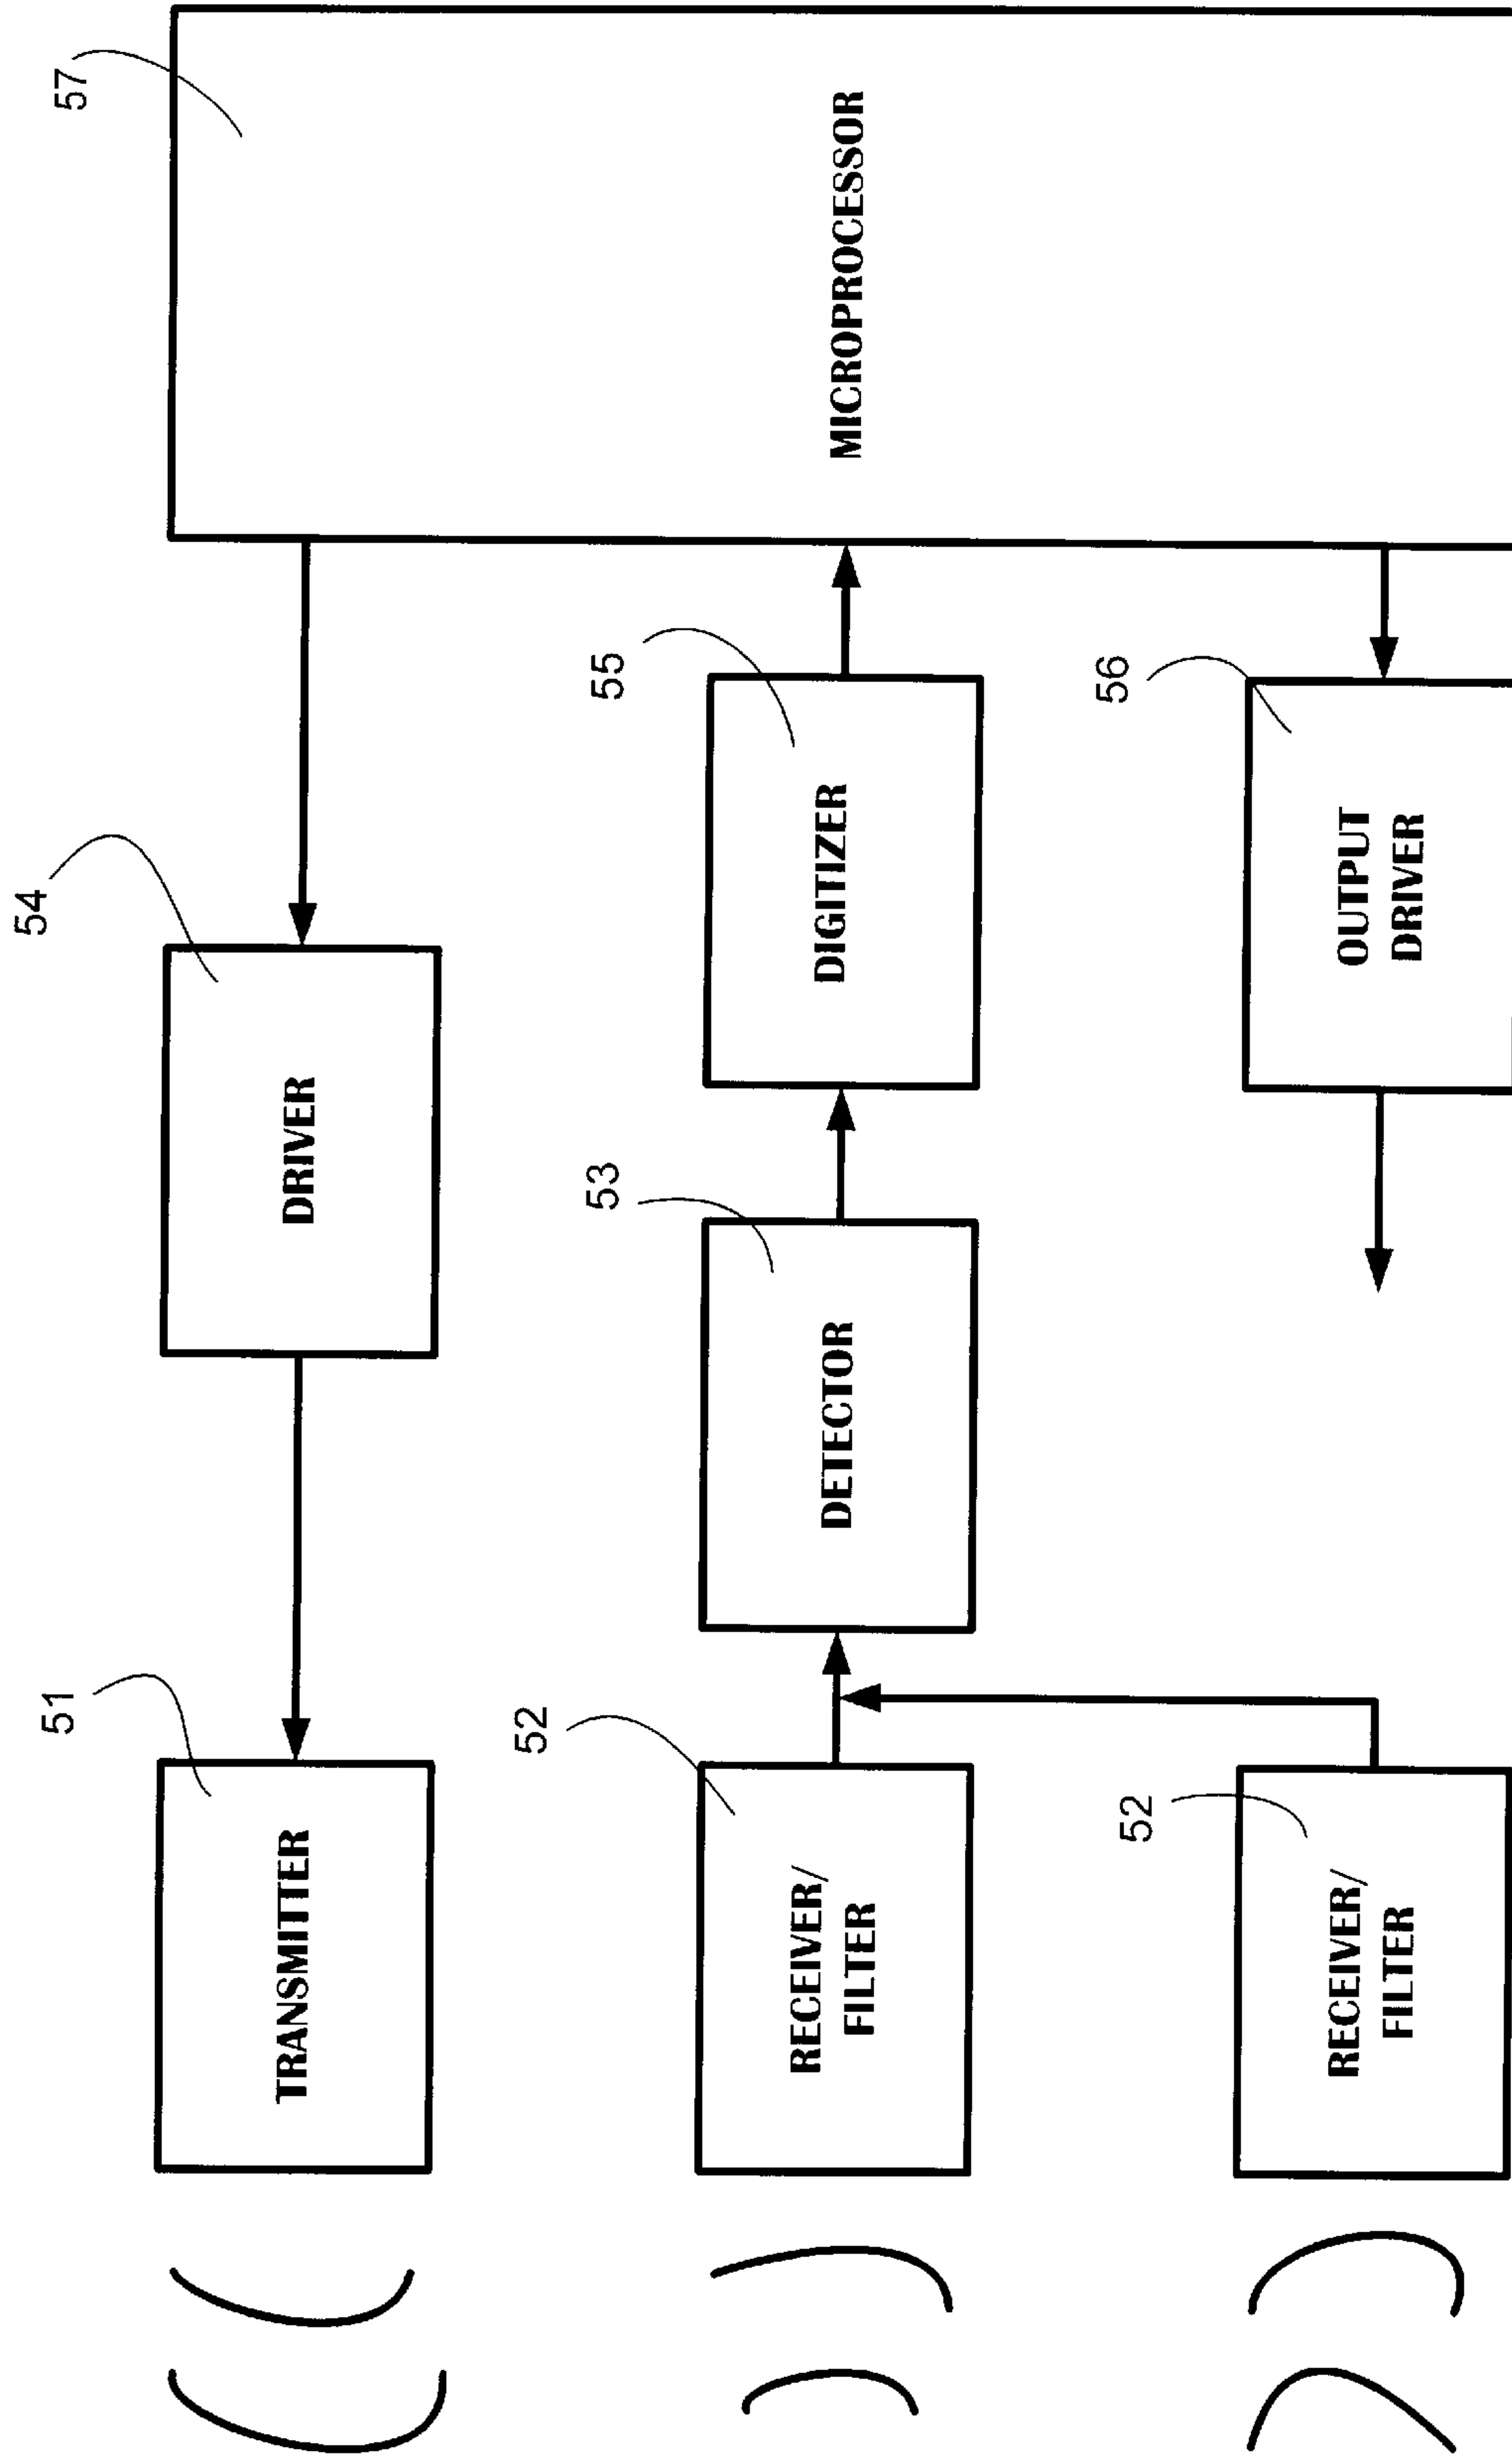 51
TRANSMITTER
54
DRIVER
57
MICROPROCESSOR
52
RECEIVER/
FILTER
53
DETECTOR
55
DIGITIZER
52
RECEIVER/
FILTER
56
OUTPUT
DRIVER